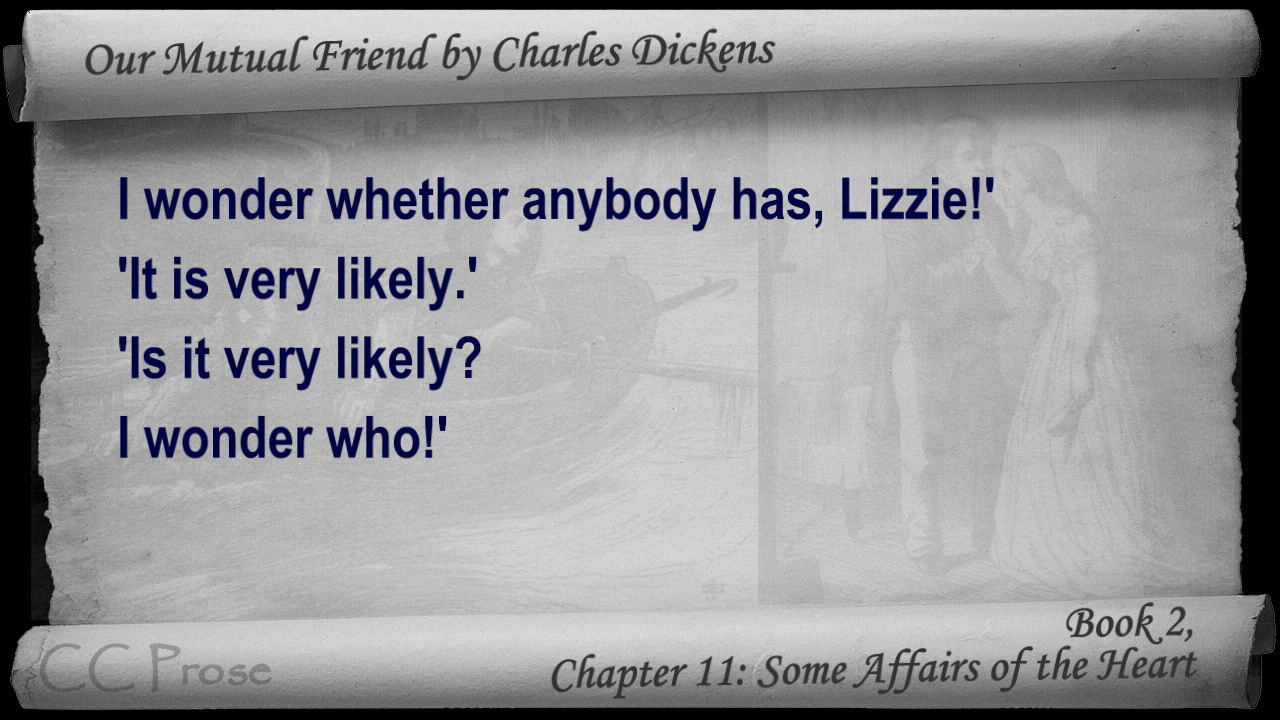 Our Mutual Friend by Charles Dickens
I wonder whether anybody has, Lizzie!'
'It is very likely.'
'Is it very likely?
I wonder who!'
Book 2,
Chapter 11: Some Affairs of the Heart
CC Prose